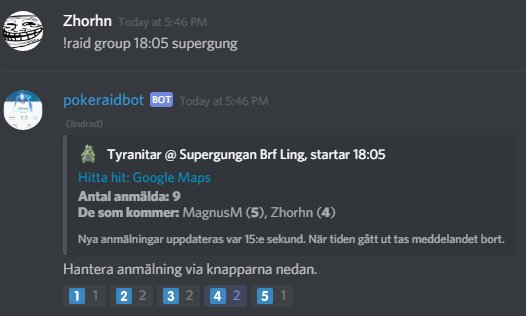 Zhorhn Today at 5:46 PM
!raid group 18:05 supergung
pokeraidbot BOT Today at 5:46 PM
(ändrad)
Tyranitar @ Supergungan Brf Ling, startar 18:05
Hitta hit: Google Maps
Antal anmälda: 9
De som kommer: MagnusM (5), Zhorhn (4)
Nya anmälningar uppdateras var 15:e sekund. När tiden gått ut tas meddelandet bort.
Hantera anmälning via knapparna nedan.
1 1 2 2 3 2 4 2 5 1